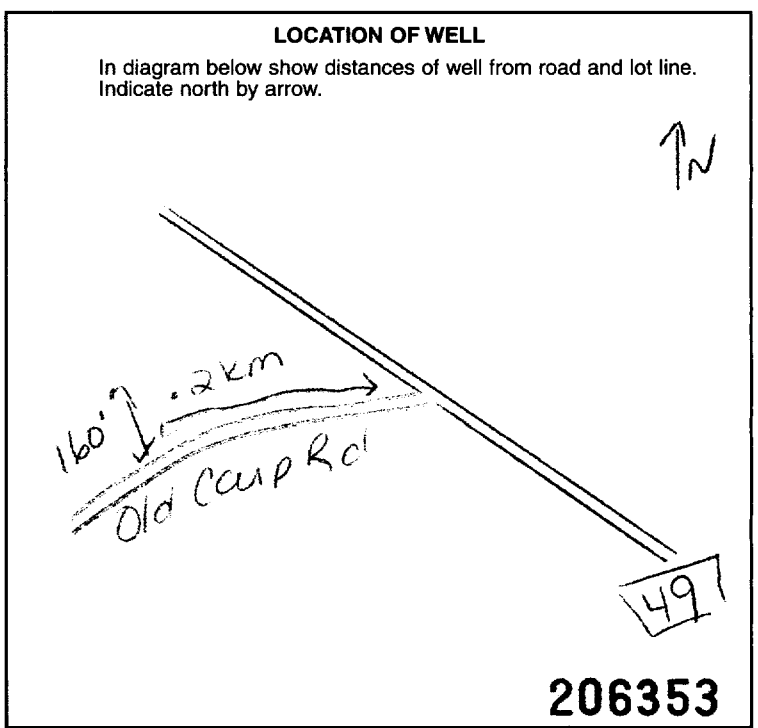 LOCATION OF WELL
In diagram below show distances of well from road and lot line.
Indicate north by arrow.
N
.2km
160'
Old Carp Rd
49
206353